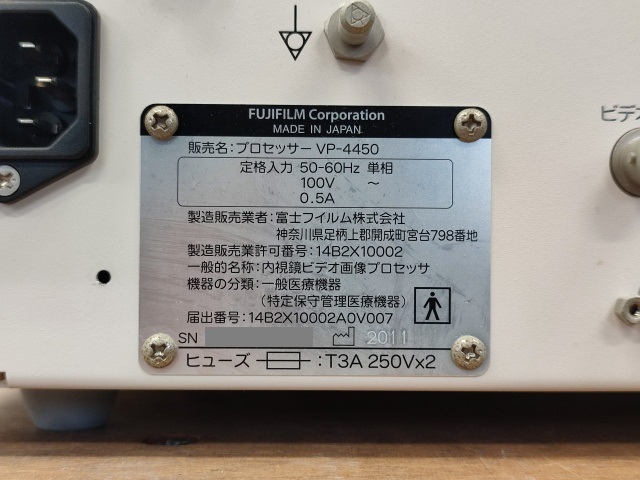 FUJIFILM Corporation
MADE IN JAPAN
販売名：プロセッサー VP-4450
定格入力 50-60Hz 単相
100V ～
0.5A
製造販売業者：富士フイルム株式会社
神奈川県足柄上郡開成町宮台798番地
製造販売業許可番号：14B2X10002
一般的名称：内視鏡ビデオ画像プロセッサ
機器の分類：一般医療機器
（特定保守管理医療機器）
届出番号：14B2X10002A0V007
SN 2011
ヒューズ ：T3A 250Vx2
ビデオ